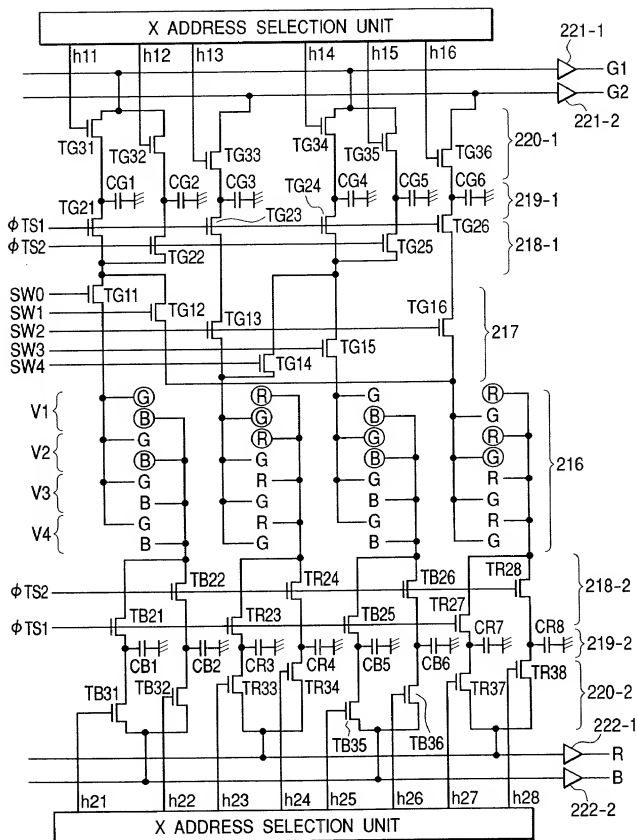 X ADDRESS SELECTION UNIT
221-1
h11 h12 h13 h14 h15 h16
G1
G2
221-2
TG31 TG32 TG33 TG34 TG35 TG36
220-1
CG1 CG2 CG3 CG4 CG5 CG6
219-1
TG21 TG23 TG24 TG26
φTS1
φTS2
TG22 TG25
218-1
SW0 TG11
SW1 TG12 TG13 TG16
SW2
SW3 TG15
SW4 TG14
217
V1 G R G R
B G B G
V2 G R G R
B G B G
216
V3 G R G R
B G B G
V4 G R G R
B G B G
φTS2 TB22 TR24 TB26 TR28
218-2
φTS1 TB21 TR23 TB25 TR27
CB1 CB2 CR3 CR4 CB5 CB6 CR7 CR8
219-2
TB31 TB32 TR33 TR34 TR37 TR38
220-2
TB35 TB36
222-1
R
B
222-2
h21 h22 h23 h24 h25 h26 h27 h28
X ADDRESS SELECTION UNIT